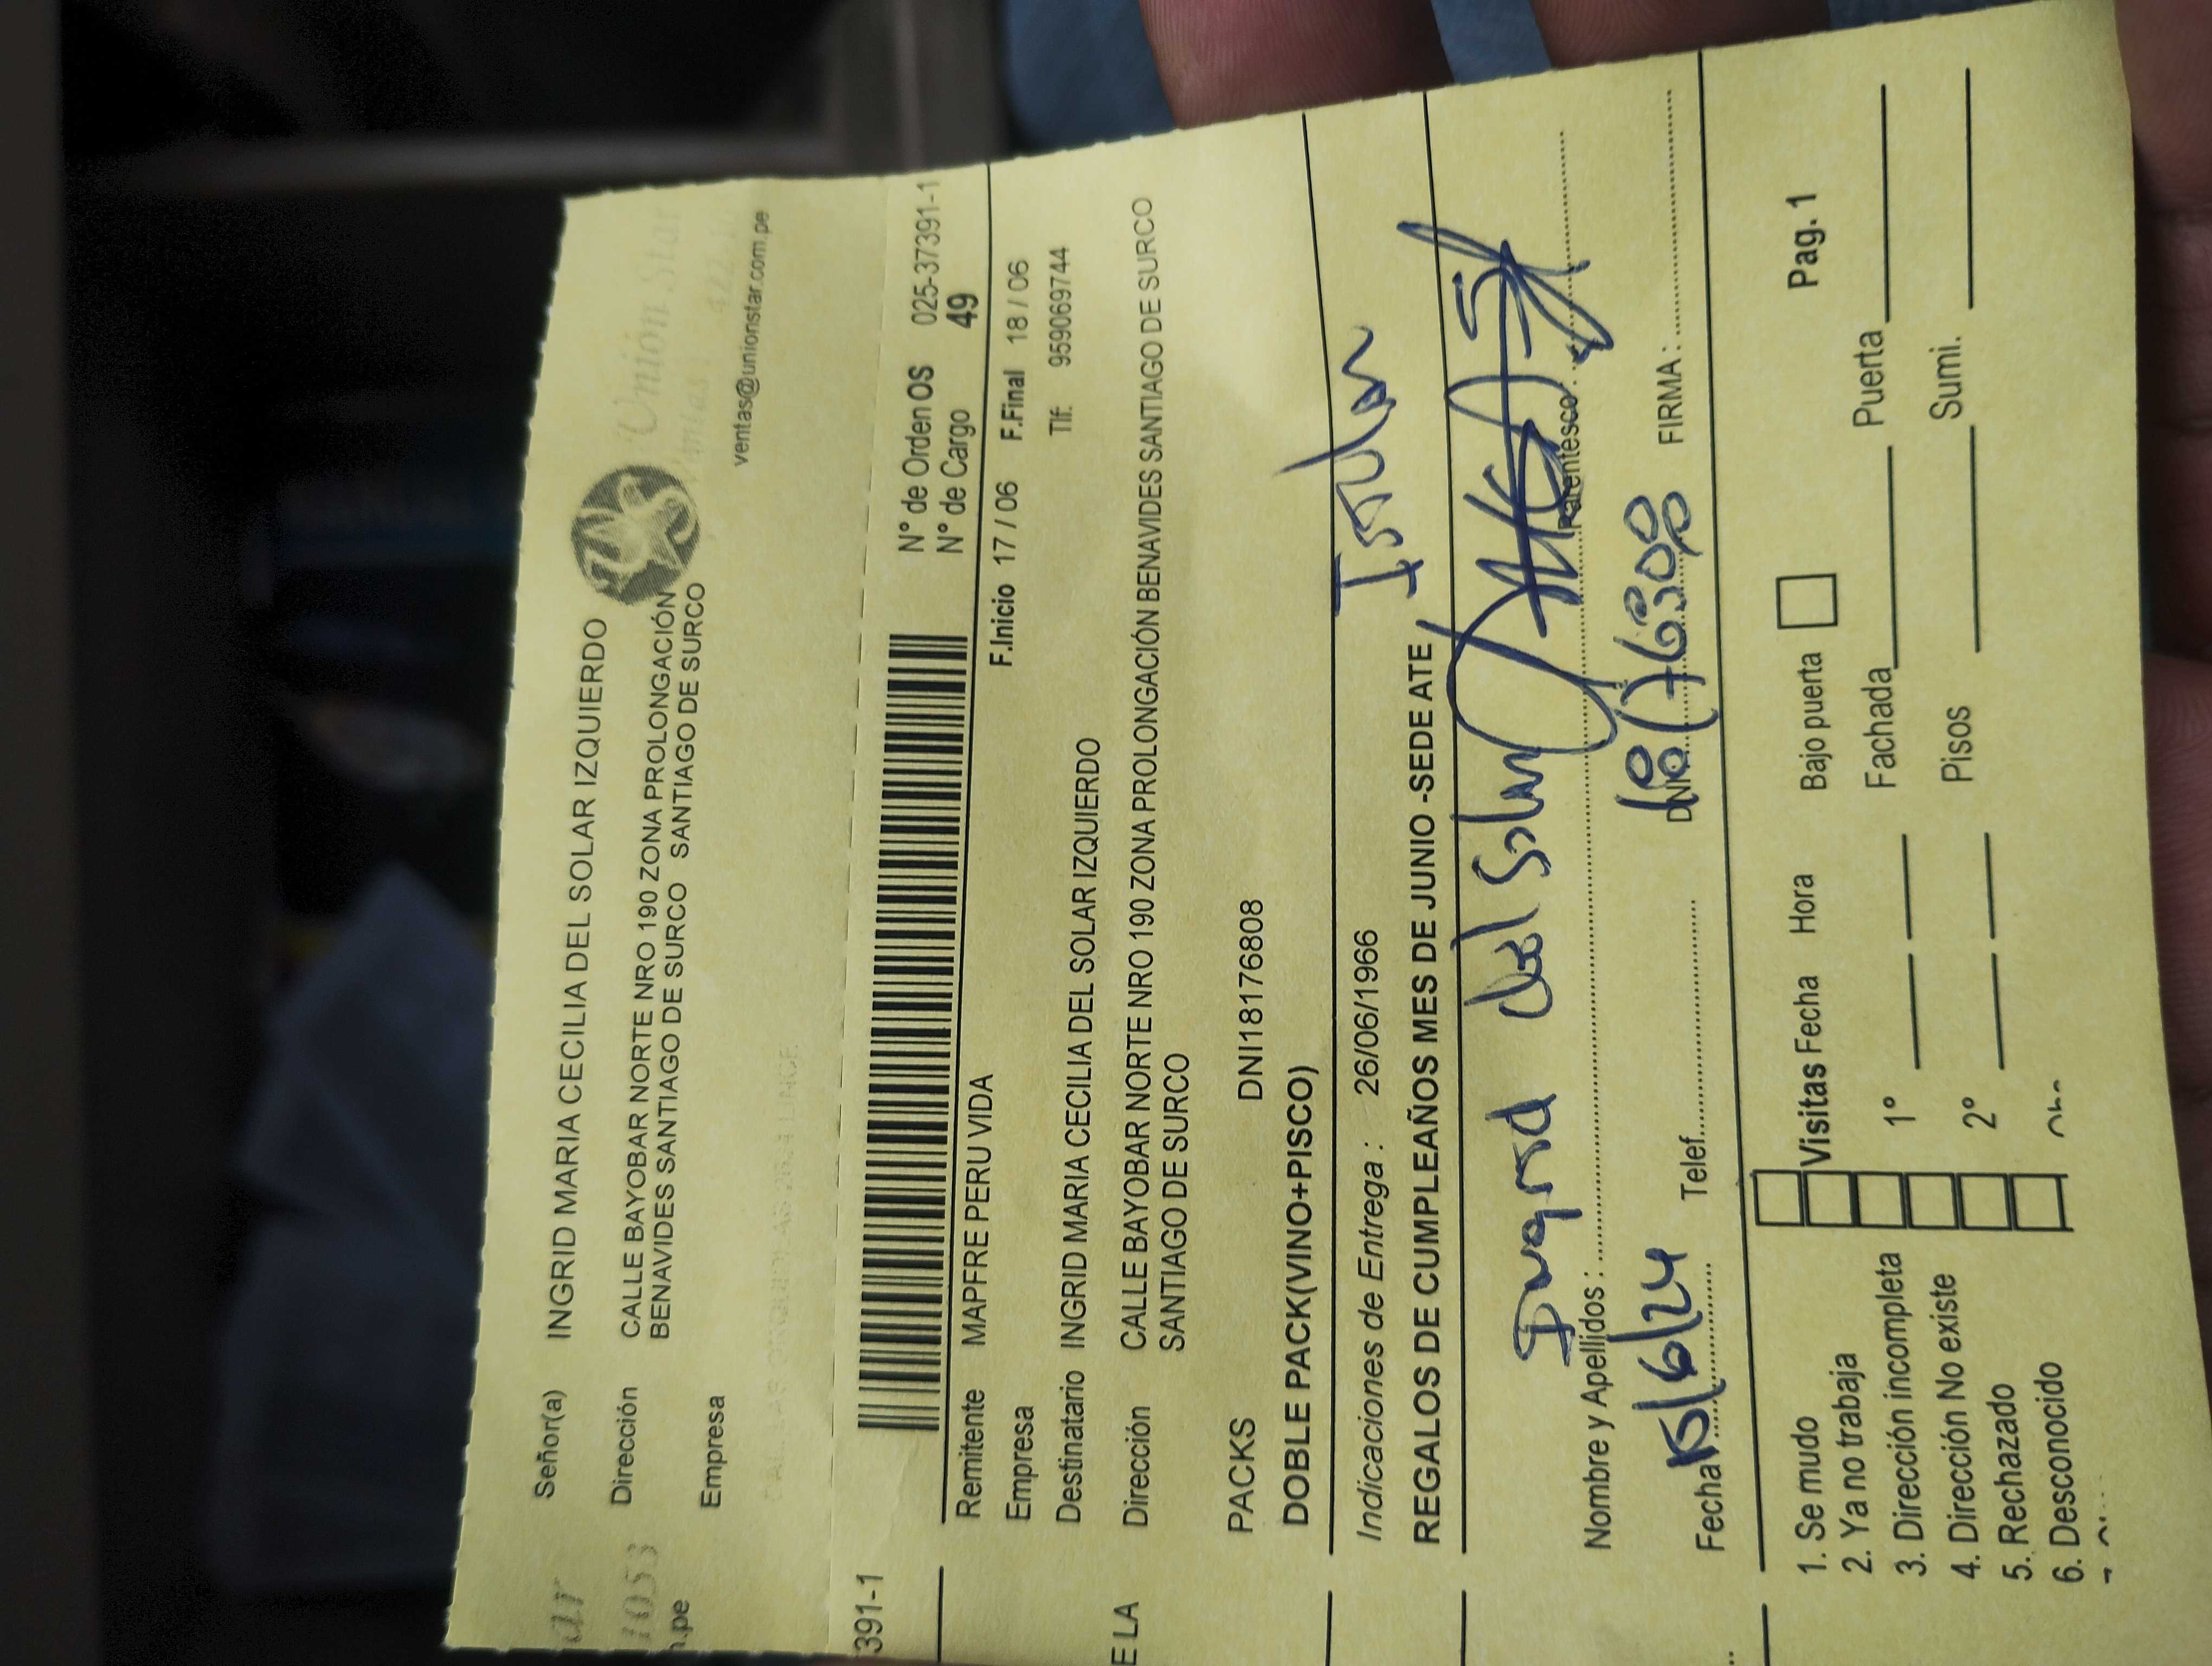 Señor(a) INGRID MARIA CECILIA DEL SOLAR IZQUIERDO
Unión Star
Dirección CALLE BAYOBAR NORTE NRO 190 ZONA PROLONGACIÓN
BENAVIDES SANTIAGO DE SURCO SANTIAGO DE SURCO
Empresa
ventas@unionstar.com.pe
.pe
391-1
N° de Orden OS 025-37391-1
N° de Cargo 49
Remitente MAPFRE PERU VIDA
F.Inicio 17 / 06 F.Final 18 / 06
Empresa
Tlf: 959069744
Destinatario INGRID MARIA CECILIA DEL SOLAR IZQUIERDO
E LA
Dirección CALLE BAYOBAR NORTE NRO 190 ZONA PROLONGACIÓN BENAVIDES SANTIAGO DE SURCO
SANTIAGO DE SURCO
PACKS DNI18176808
DOBLE PACK(VINO+PISCO)
Indicaciones de Entrega : 26/06/1966
REGALOS DE CUMPLEAÑOS MES DE JUNIO -SEDE ATE
Nombre y Apellidos : del Solar
Parentesco
Fecha Telef. DNI FIRMA :
1. Se mudo
2. Ya no trabaja
3. Dirección incompleta
4. Dirección No existe
5. Rechazado
6. Desconocido
Visitas Fecha Hora Bajo puerta Pag. 1
1° Fachada Puerta
2° Pisos Sumi.